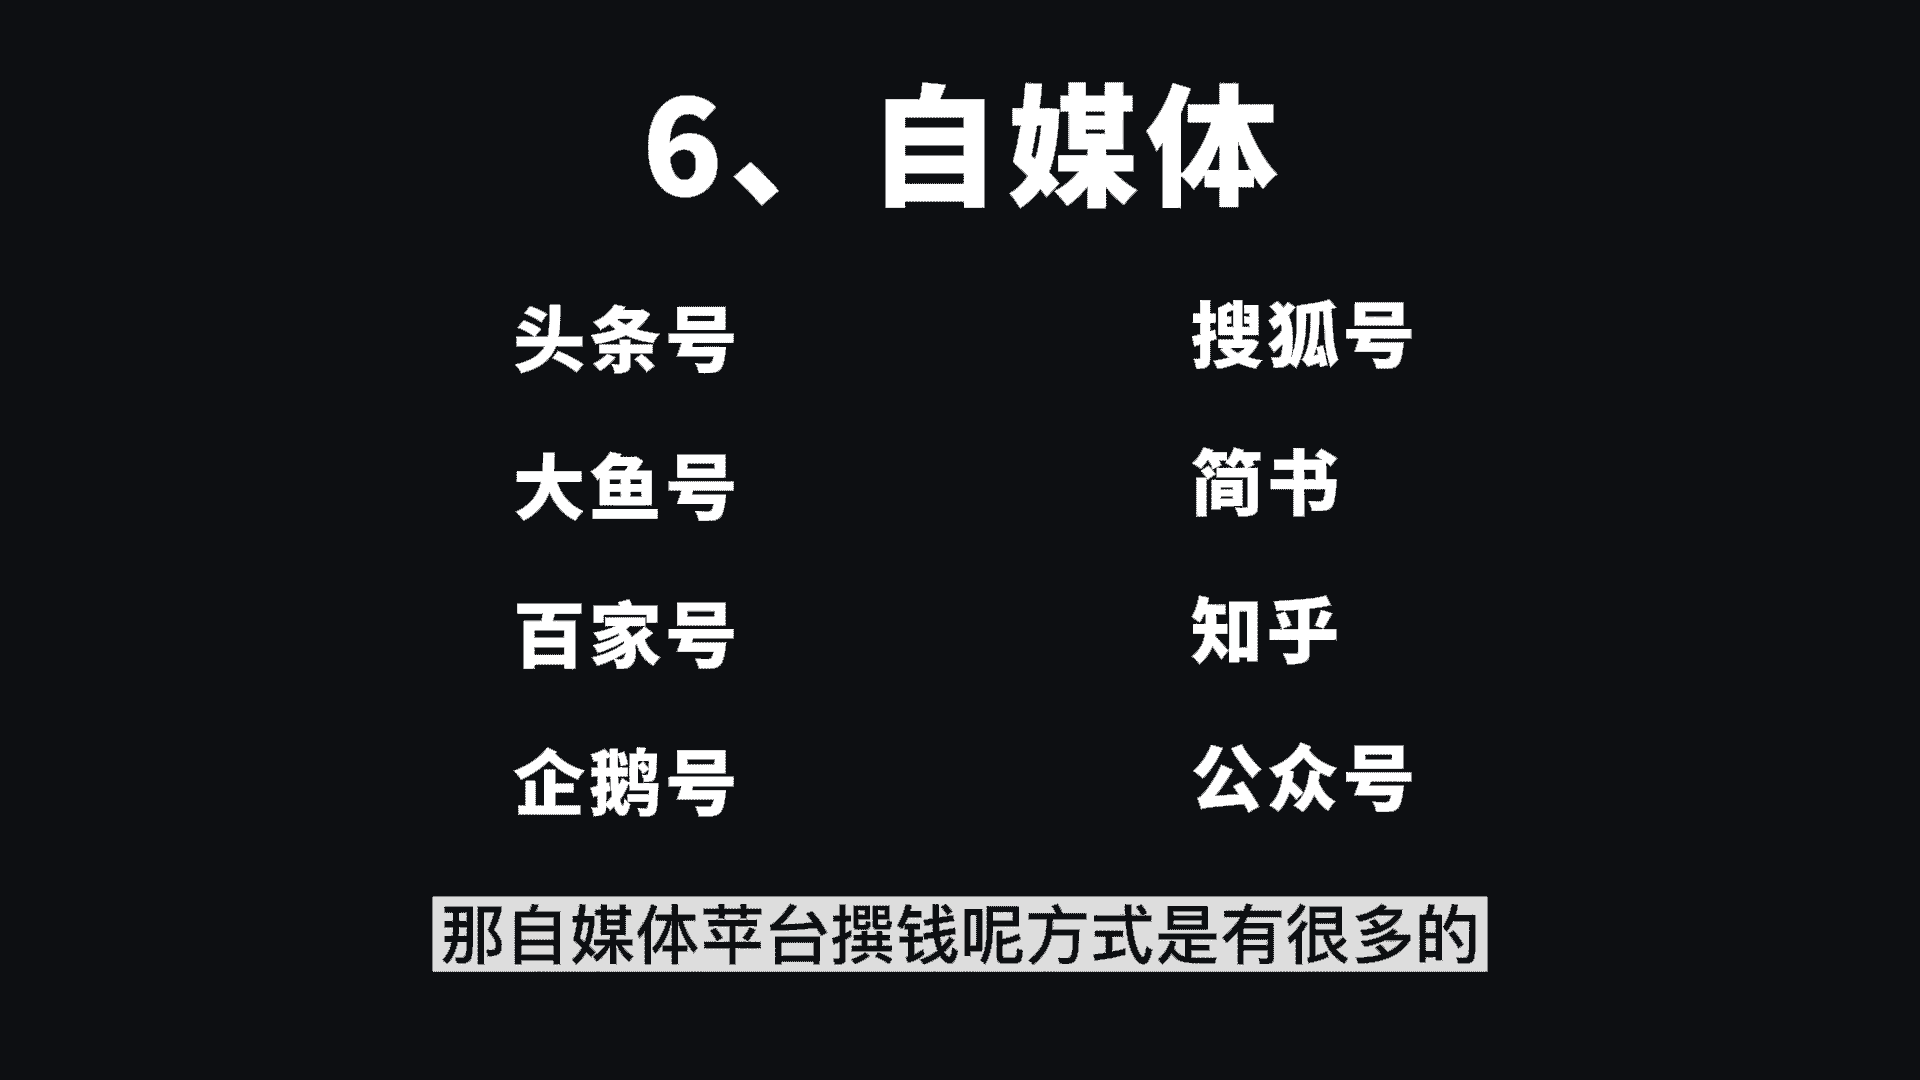 6、自媒体
头条号
大鱼号
百家号
企鹅号
搜狐号
简书
知乎
公众号
那自媒体苹台撰钱呢方式是有很多的